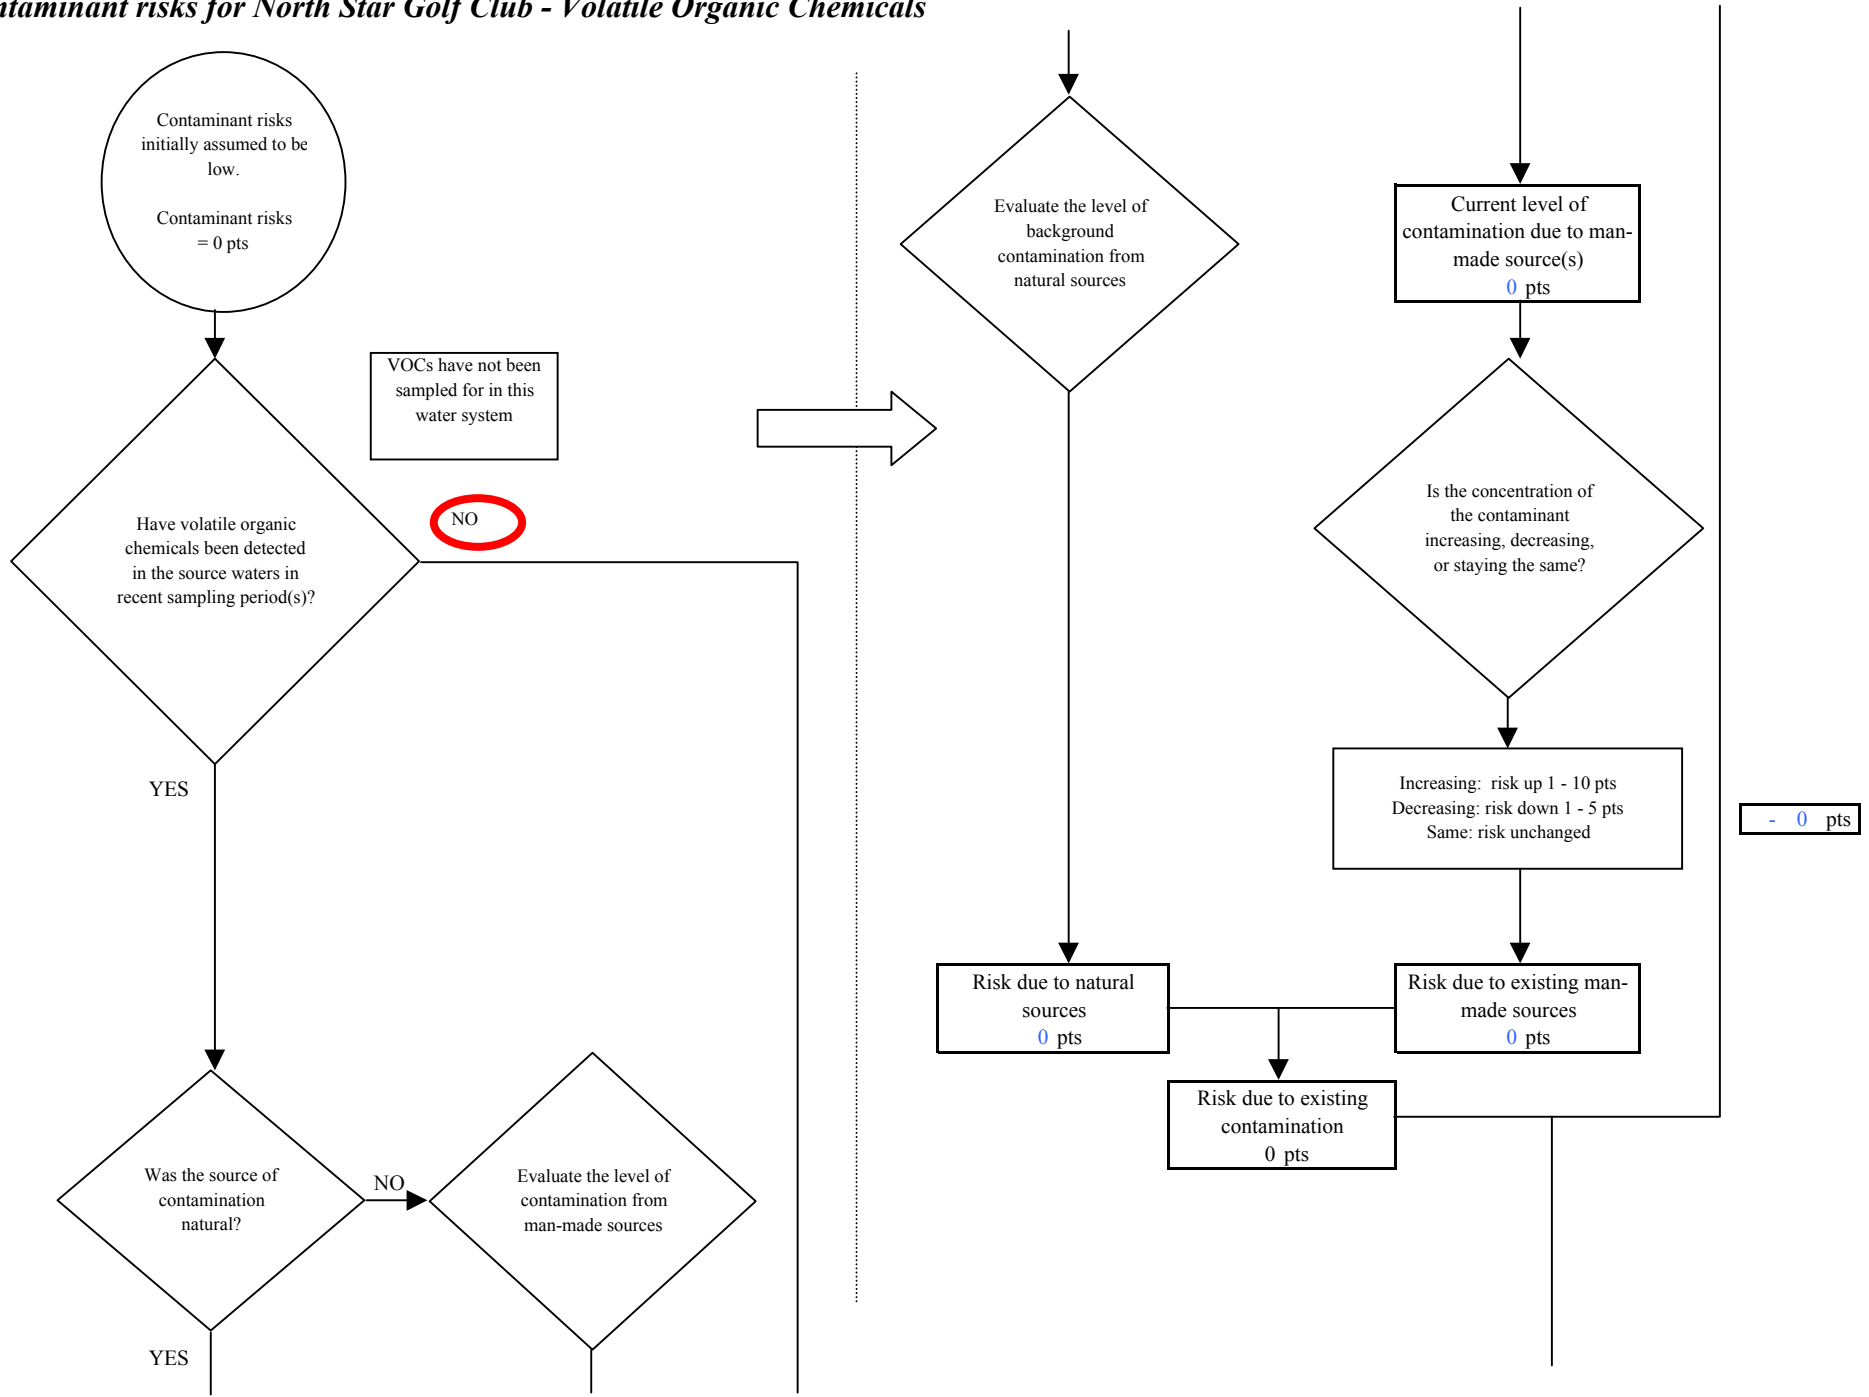 ntaminant risks for North Star Golf Club - Volatile Organic Chemicals
Contaminant risks
initially assumed to be
low.
Contaminant risks
= 0 pts
VOCs have not been
sampled for in this
water system
NO
Have volatile organic
chemicals been detected
in the source waters in
recent sampling period(s)?
YES
Was the source of
contamination
natural?
NO
Evaluate the level of
contamination from
man-made sources
YES
Evaluate the level of
background
contamination from
natural sources
Current level of
contamination due to man-
made source(s)
0 pts
Is the concentration of
the contaminant
increasing, decreasing,
or staying the same?
Increasing: risk up 1 - 10 pts
Decreasing: risk down 1 - 5 pts
Same: risk unchanged
- 0 pts
Risk due to natural
sources
0 pts
Risk due to existing man-
made sources
0 pts
Risk due to existing
contamination
0 pts